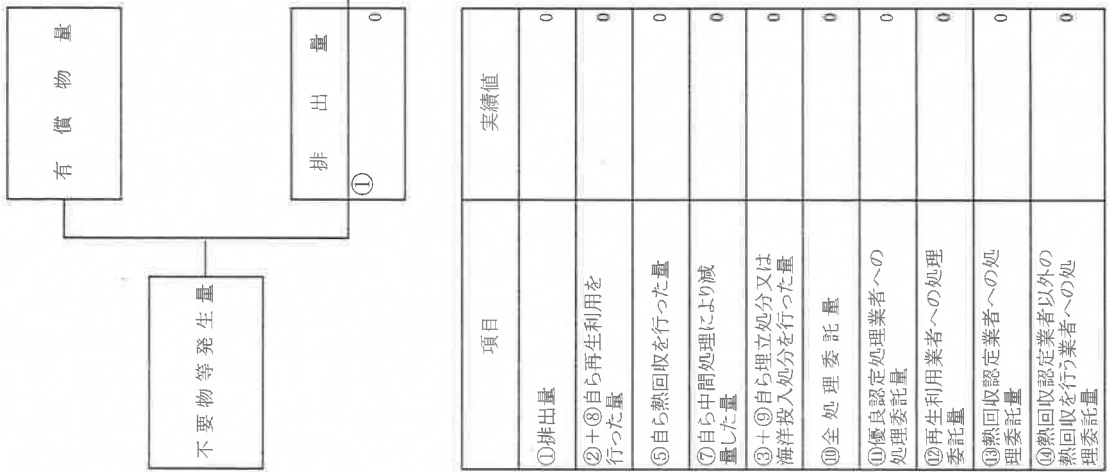 有償物量
不要物等発生量
排出量
①
0
項目
実績値
①排出量
0
②+⑧自ら再生利用を
行った量
0
⑤自ら熱回収を行った量
0
⑦自ら中間処理により減
量した量
0
③+⑨自ら埋立処分又は
海洋投入処分を行った量
0
⑩全処理委託量
0
⑪優良認定処理業者への
処理委託量
0
⑫再生利用業者への処理
委託量
0
⑬熱回収認定業者への処
理委託量
0
⑭熱回収認定業者以外の
熱回収を行う業者への処
理委託量
0